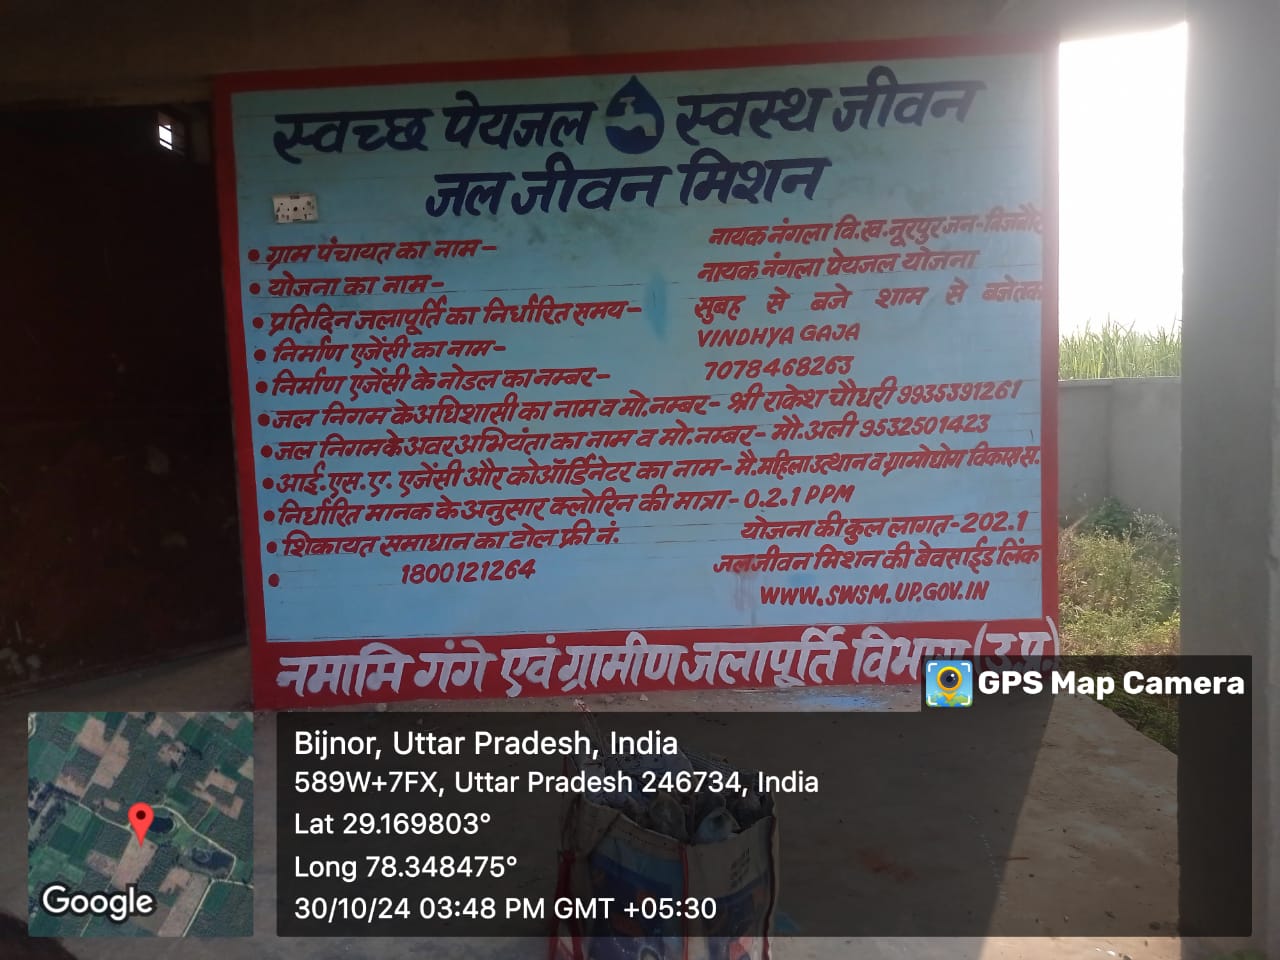 स्वच्छ पेयजल स्वस्थ जीवन
जल जीवन मिशन
• ग्राम पंचायत का नाम– नायक नंगला वि.ख.नूरपुर जन-बिजनौर
• योजना का नाम– नायक नंगला पेयजल योजना
• प्रतिदिन जलापूर्ति का निर्धारित समय– सुबह से बजे शाम से बजेतक
• निर्माण एजेंसी का नाम– VINDHYA GAJA
• निर्माण एजेंसी के नोडल का नम्बर– 7078468263
• जल निगम के अधिशासी का नाम व मो.नम्बर- श्री राकेश चौधरी 9935391261
• जल निगम के अवर अभियंता का नाम व मो.नम्बर- मौ.अली 9532501423
• आई.एस.ए. एजेंसी और कोऑर्डिनेटर का नाम- मै.महिला उत्थान व ग्रामोद्योग विकास स.
• निर्धारित मानक के अनुसार क्लोरिन की मात्रा- 0.2.1 PPM
• शिकायत समाधान का टोल फ्री नं. योजना की कुल लागत-202.1
• 1800121264 जल जीवन मिशन की बेवसाईड लिंक
WWW.SWSM.UP.GOV.IN
नमामि गंगे एवं ग्रामीण जलापूर्ति विभाग (उ.प्र.)
GPS Map Camera
Bijnor, Uttar Pradesh, India
589W+7FX, Uttar Pradesh 246734, India
Lat 29.169803°
Long 78.348475°
30/10/24 03:48 PM GMT +05:30
Google